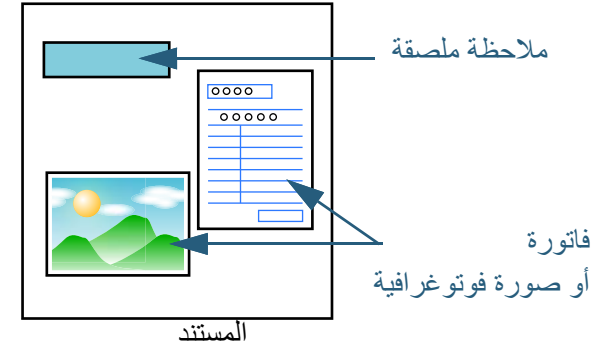 ملاحظة ملصقة
فاتورة
أو صورة فوتوغرافية
المستند